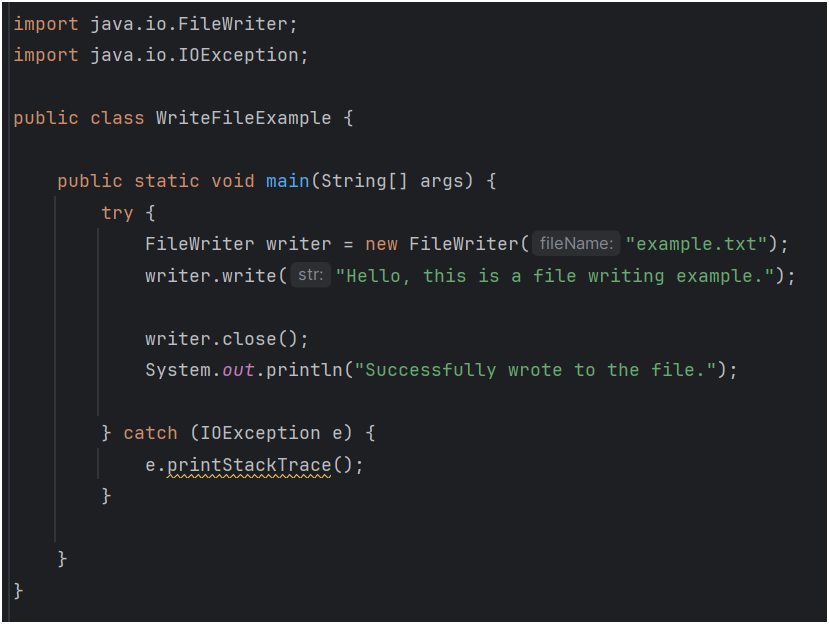 import java.io.FileWriter;
import java.io.IOException;
public class WriteFileExample {
public static void main(String[] args) {
try {
FileWriter writer = new FileWriter( fileName: "example.txt");
writer.write( str: "Hello, this is a file writing example.");
writer.close();
System.out.println("Successfully wrote to the file.");
} catch (IOException e) {
e.printStackTrace();
}
}
}